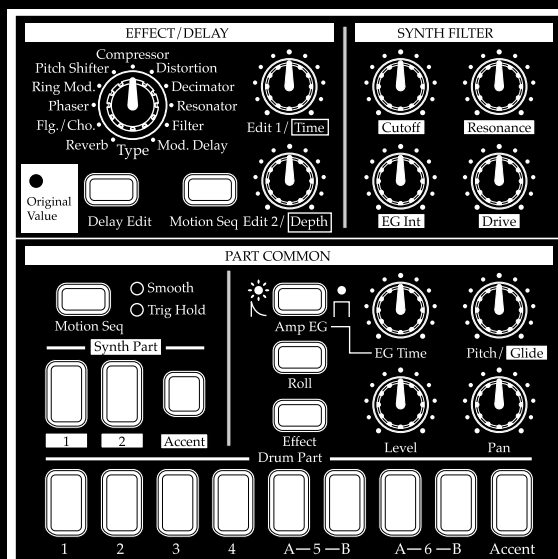 EFFECT/DELAY
Compressor
Pitch Shifter
Distortion
Ring Mod.
Decimator
Phaser
Resonator
Flg./Cho.
Filter
Reverb
Type
Mod. Delay
Edit 1/ Time
Original
Value
Delay Edit
Motion Seq
Edit 2/ Depth
SYNTH FILTER
Cutoff
Resonance
EG Int
Drive
PART COMMON
Smooth
Trig Hold
Motion Seq
Synth Part
1
2
Accent
Amp EG
EG Time
Pitch/ Glide
Roll
Effect
Level
Pan
Drum Part
1
2
3
4
A—5—B
A—6—B
Accent